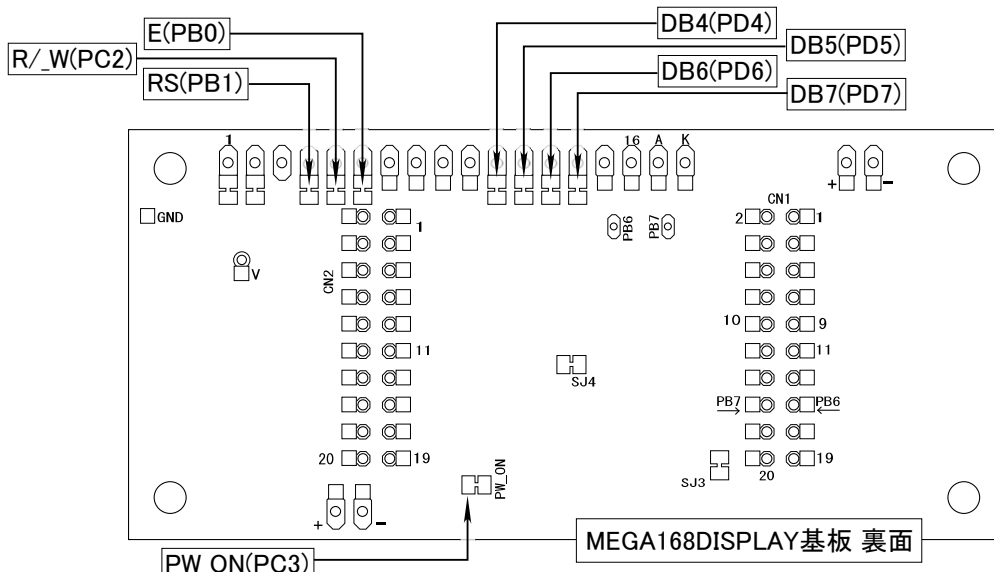 E(PB0)
R/_W(PC2)
RS(PB1)
DB4(PD4)
DB5(PD5)
DB6(PD6)
DB7(PD7)
1
16 A K
+ -
GND
V
CN2
1
11
20
19
PB6
PB7
CN1
2
1
10
9
11
PB7
PB6
19
20
SJ4
SJ3
PW_ON
+ -
PW_ON(PC3)
MEGA168DISPLAY基板 裏面